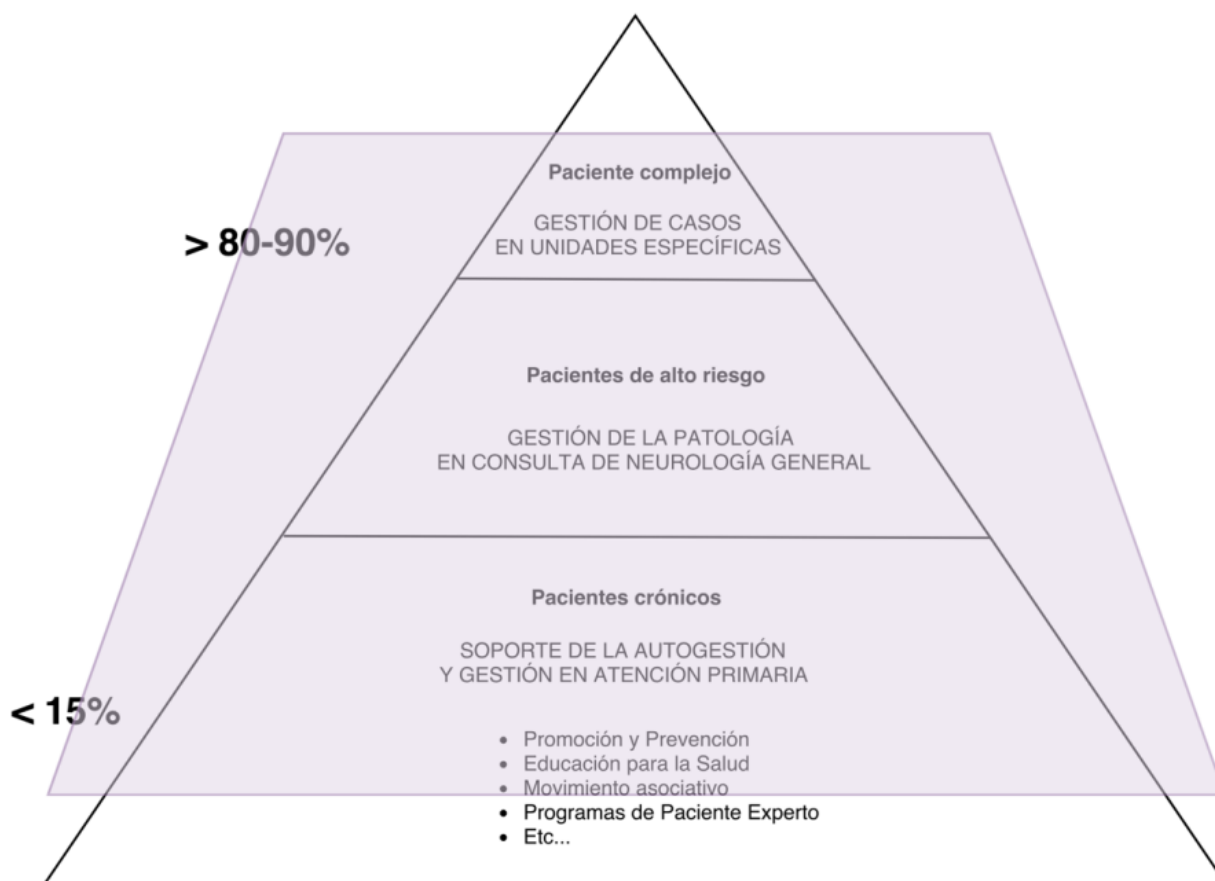 Paciente complejo
GESTIÓN DE CASOS
EN UNIDADES ESPECÍFICAS
> 80-90%
Pacientes de alto riesgo
GESTIÓN DE LA PATOLOGÍA
EN CONSULTA DE NEUROLOGÍA GENERAL
Pacientes crónicos
SOPORTE DE LA AUTOGESTIÓN
Y GESTIÓN EN ATENCIÓN PRIMARIA
< 15%
• Promoción y Prevención
• Educación para la Salud
• Movimiento asociativo
• Programas de Paciente Experto
• Etc...